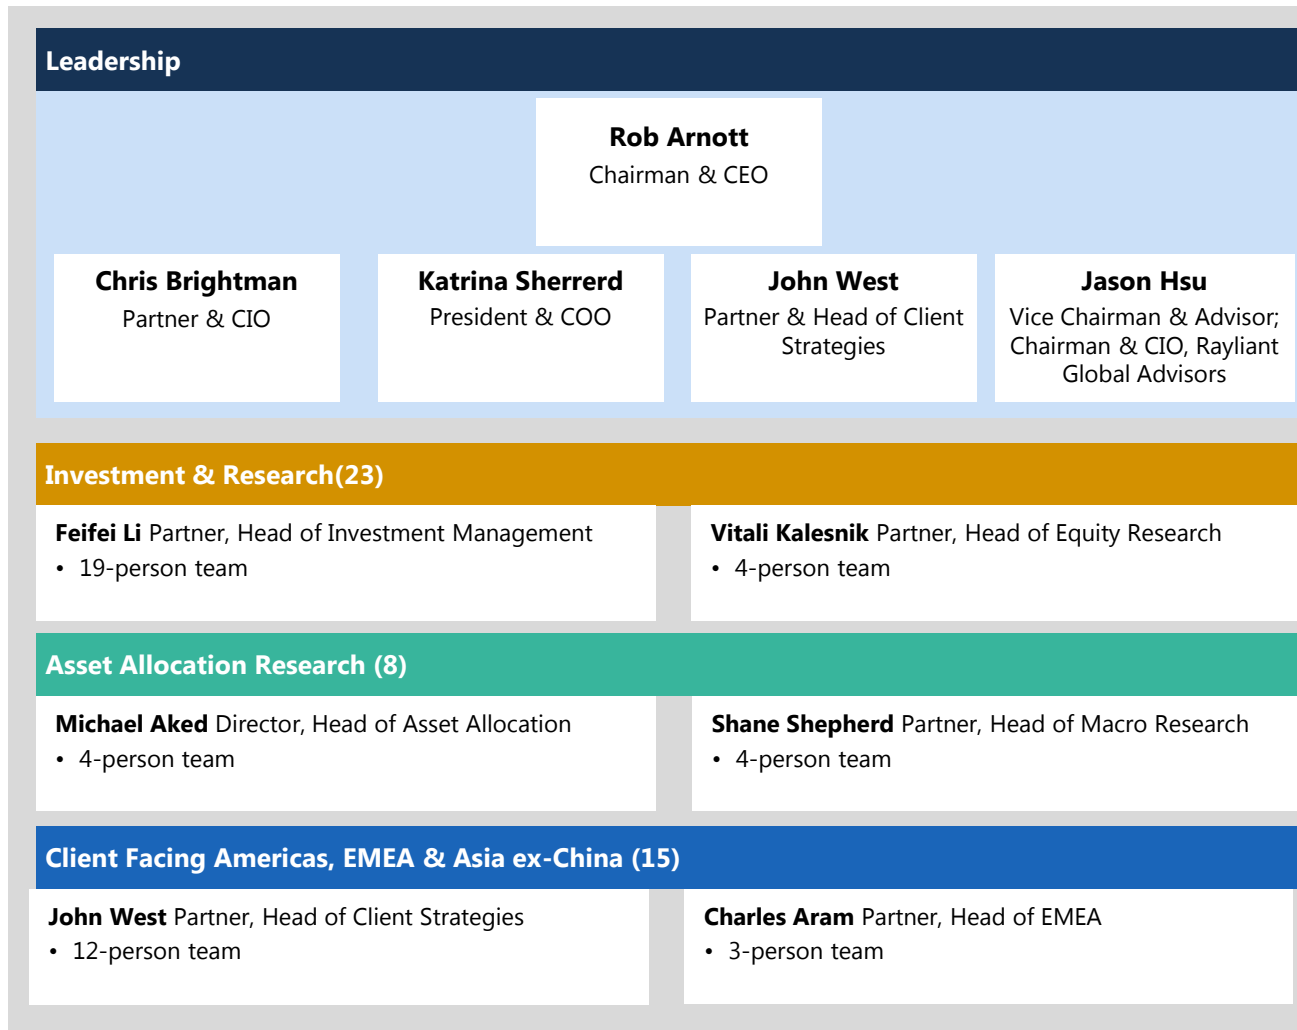 Leadership
Rob Arnott
Chairman & CEO
Chris Brightman
Partner & CIO
Katrina Sherrerd
President & COO
John West
Partner & Head of Client
Strategies
Jason Hsu
Vice Chairman & Advisor;
Chairman & CIO, Rayliant
Global Advisors
Investment & Research(23)
Feifei Li Partner, Head of Investment Management
• 19-person team
Vitali Kalesnik Partner, Head of Equity Research
• 4-person team
Asset Allocation Research (8)
Michael Aked Director, Head of Asset Allocation
• 4-person team
Shane Shepherd Partner, Head of Macro Research
• 4-person team
Client Facing Americas, EMEA & Asia ex-China (15)
John West Partner, Head of Client Strategies
• 12-person team
Charles Aram Partner, Head of EMEA
• 3-person team